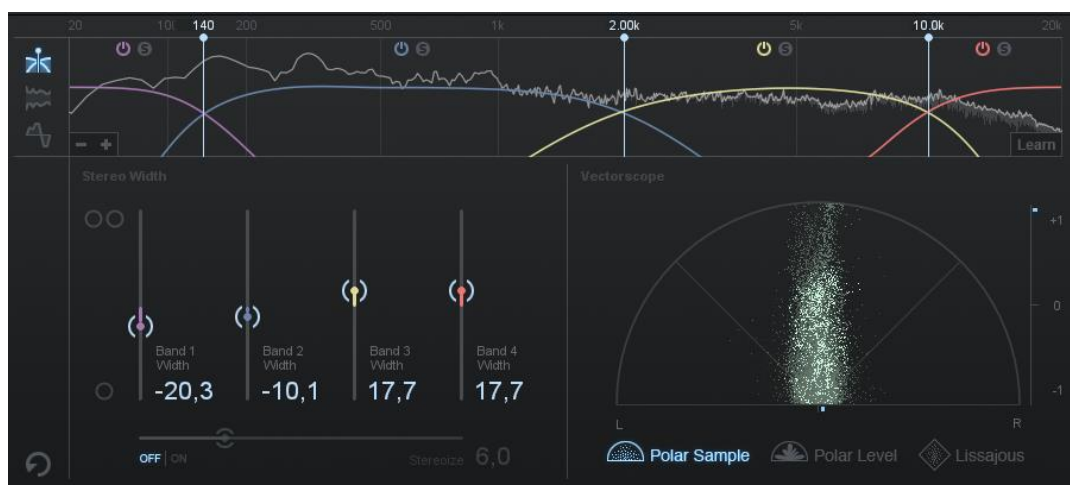 20 100 140 200 500 1k 2.00k 5k 10.0k 20k
S S S S
- + Learn
Stereo Width
Vectorscope
+1
0
Band 1 Width
Band 2 Width
Band 3 Width
Band 4 Width
-20,3 -10,1 17,7 17,7
-1
L R
OFF | ON Stereoize 6,0
Polar Sample Polar Level Lissajous